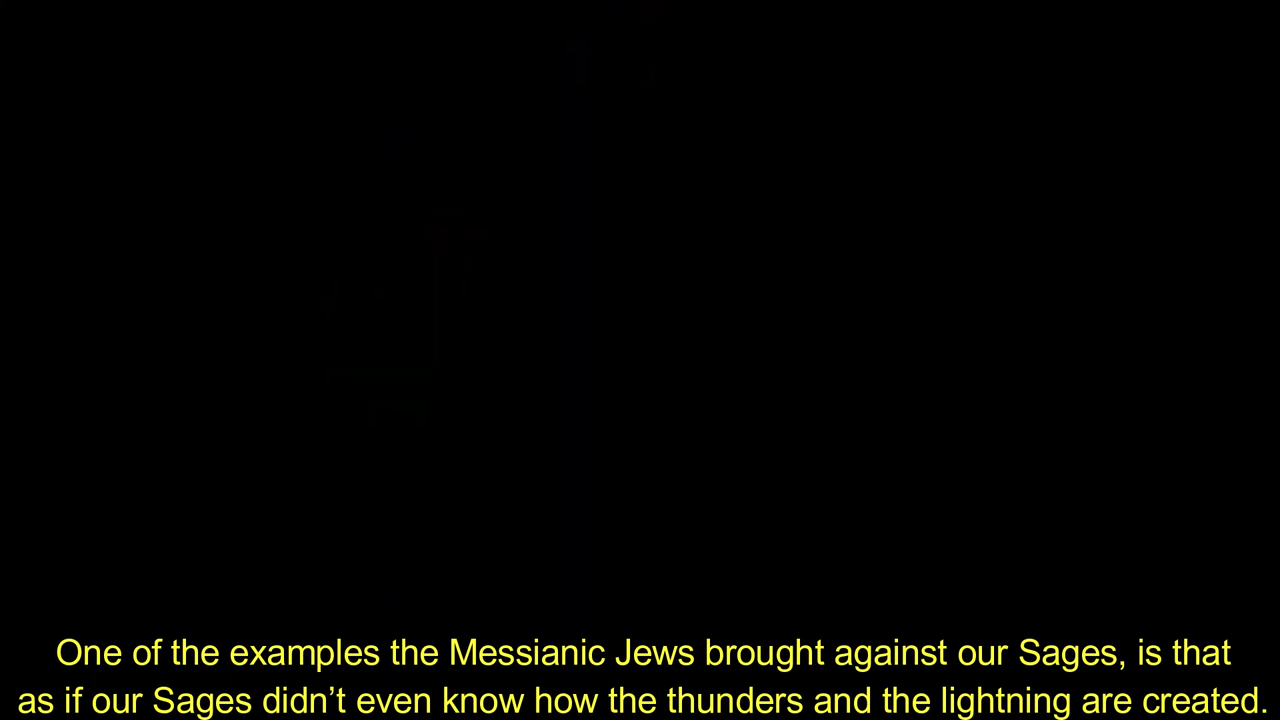 One of the examples the Messianic Jews brought against our Sages, is that
as if our Sages didn’t even know how the thunders and the lightning are created.